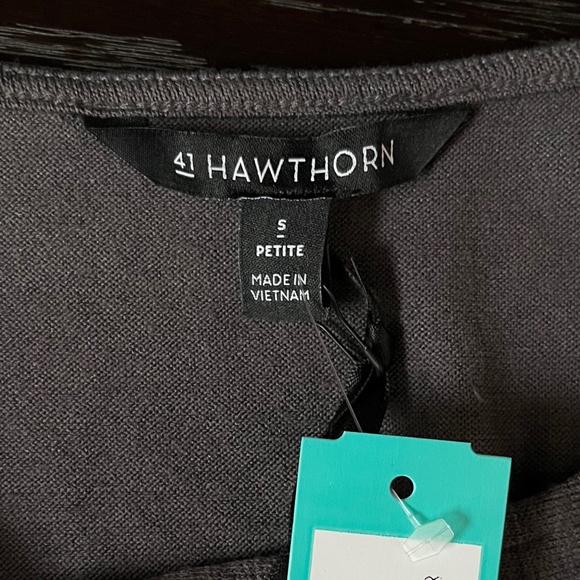 41 HAWTHORN
S
PETITE
MADE IN
VIETNAM